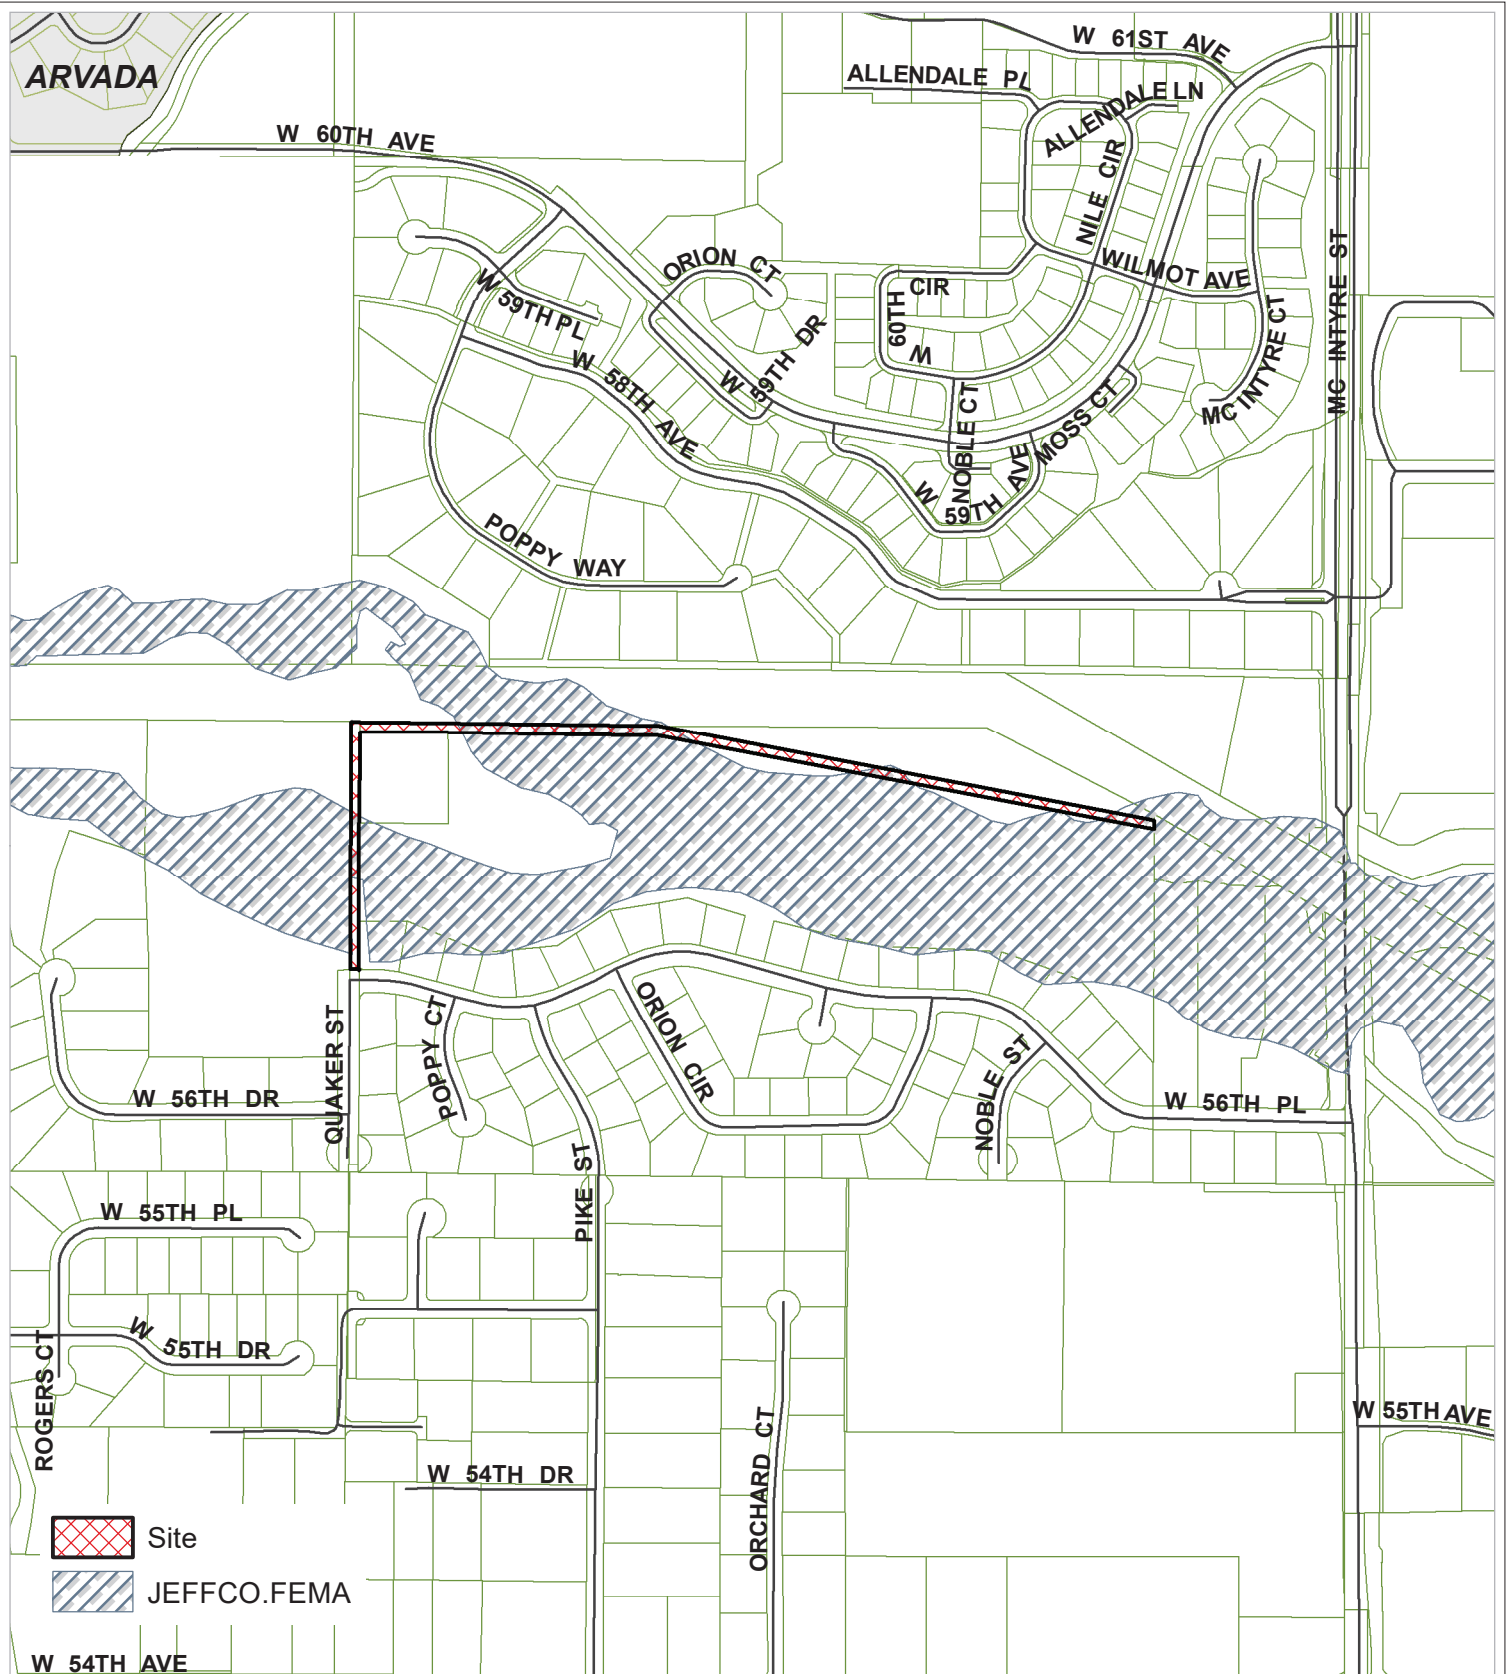 W 61ST AVE
ARVADA
ALLENDALE PL
ALLENDALE LN
W 60TH AVE
NILE CIR
ORION CT
WILMOT AVE
W 59TH PL
60TH
CIR
W
W 59TH DR
MC INTYRE CT
MC INTYRE ST
W 58TH AVE
NOBLE CT
MOSS CT
W 59TH AVE
POPPY WAY
QUAKER ST
POPPY CT
ORION CIR
NOBLE ST
W 56TH DR
W 56TH PL
PIKE ST
W 55TH PL
W 55TH DR
ROGERS CT
W 55TH AVE
ORCHARD CT
W 54TH DR
Site
JEFFCO.FEMA
W 54TH AVE